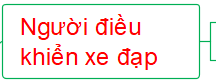 Người điều
khiển xe đạp